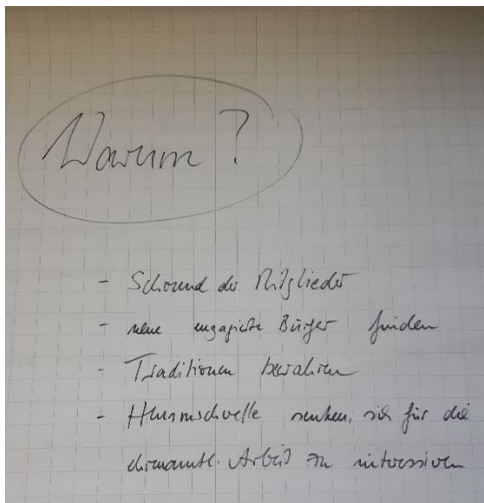 Warum?
- Schwund der Mitglieder
- neue engagierte Bürger finden
- Traditionen bewahren
- Hemmschwelle senken, sich für die
ehrenamtl. Arbeit zu interessieren